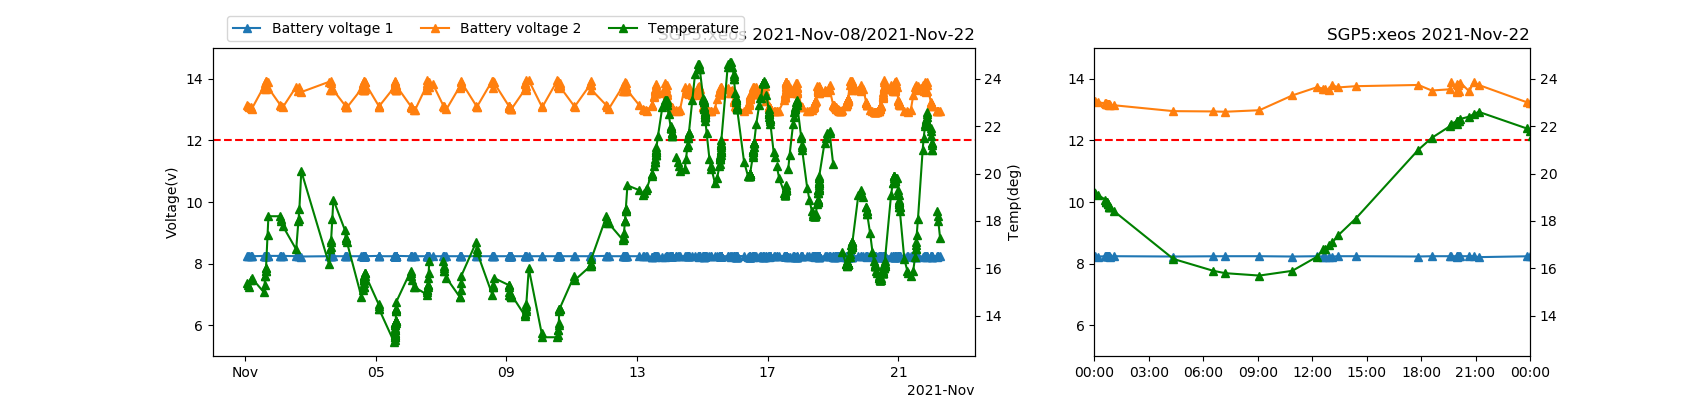 Battery voltage 1 Battery voltage 2 Temperature
SGP5:xeos 2021-Nov-08/2021-Nov-22
SGP5:xeos 2021-Nov-22
14 24 14 24
12 22 12 22
10 20 10 20
18 18
8 16 8 16
6 14 6 14
Voltage(v)
Temp(deg)
Nov 05 09 13 17 21
2021-Nov
00:00 03:00 06:00 09:00 12:00 15:00 18:00 21:00 00:00